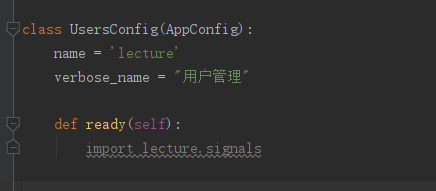 class UsersConfig(AppConfig):
    name = 'lecture'
    verbose_name = "用户管理"
    def ready(self):
        import lecture.signals